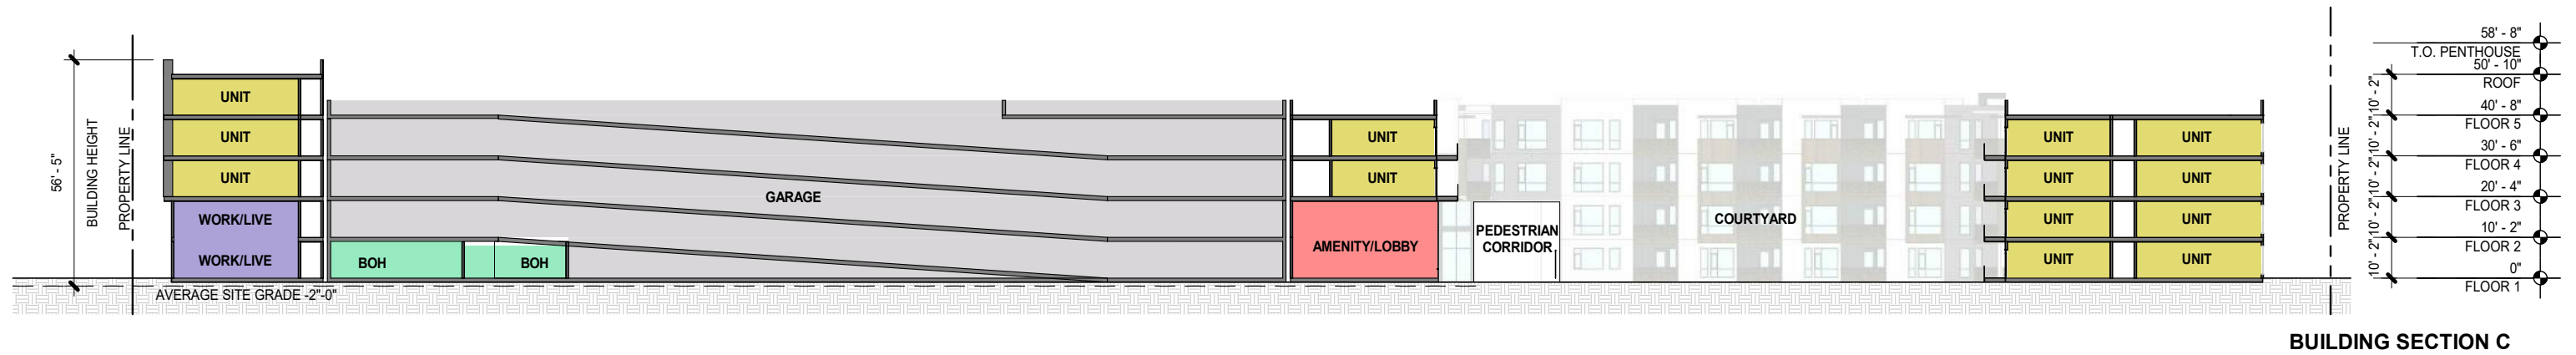 56' - 5"
BUILDING HEIGHT
PROPERTY LINE
UNIT
UNIT
UNIT
WORK/LIVE
WORK/LIVE
BOH
BOH
AVERAGE SITE GRADE -2"-0"
GARAGE
UNIT
UNIT
AMENITY/LOBBY
PEDESTRIAN
CORRIDOR
COURTYARD
UNIT
UNIT
UNIT
UNIT
UNIT
UNIT
UNIT
UNIT
PROPERTY LINE
10' - 2"
10' - 2"
10' - 2"
10' - 2"
10' - 2"
58' - 8"
T.O. PENTHOUSE
50' - 10"
ROOF
40' - 8"
FLOOR 5
30' - 6"
FLOOR 4
20' - 4"
FLOOR 3
10' - 2"
FLOOR 2
0"
FLOOR 1
BUILDING SECTION C